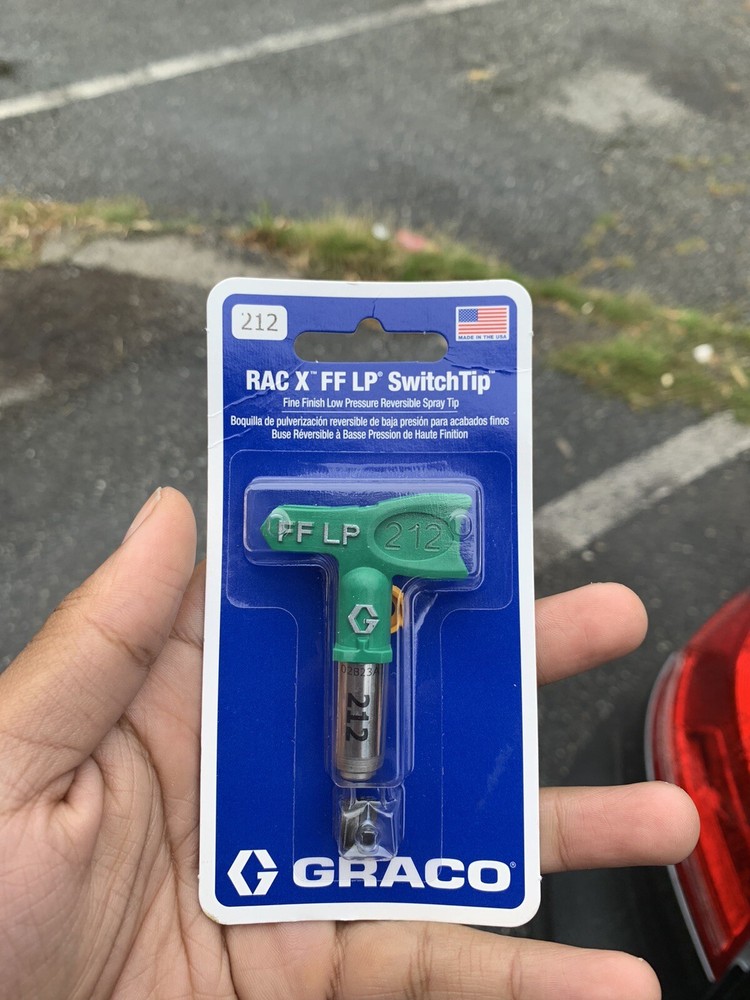 212
MADE IN THE USA
RAC X™ FF LP® SwitchTip™
Fine Finish Low Pressure Reversible Spray Tip
Boquilla de pulverización reversible de baja presión para acabados finos
Buse Réversible à Basse Pression de Haute Finition
FF LP 212
G
02823A
212
GRACO®